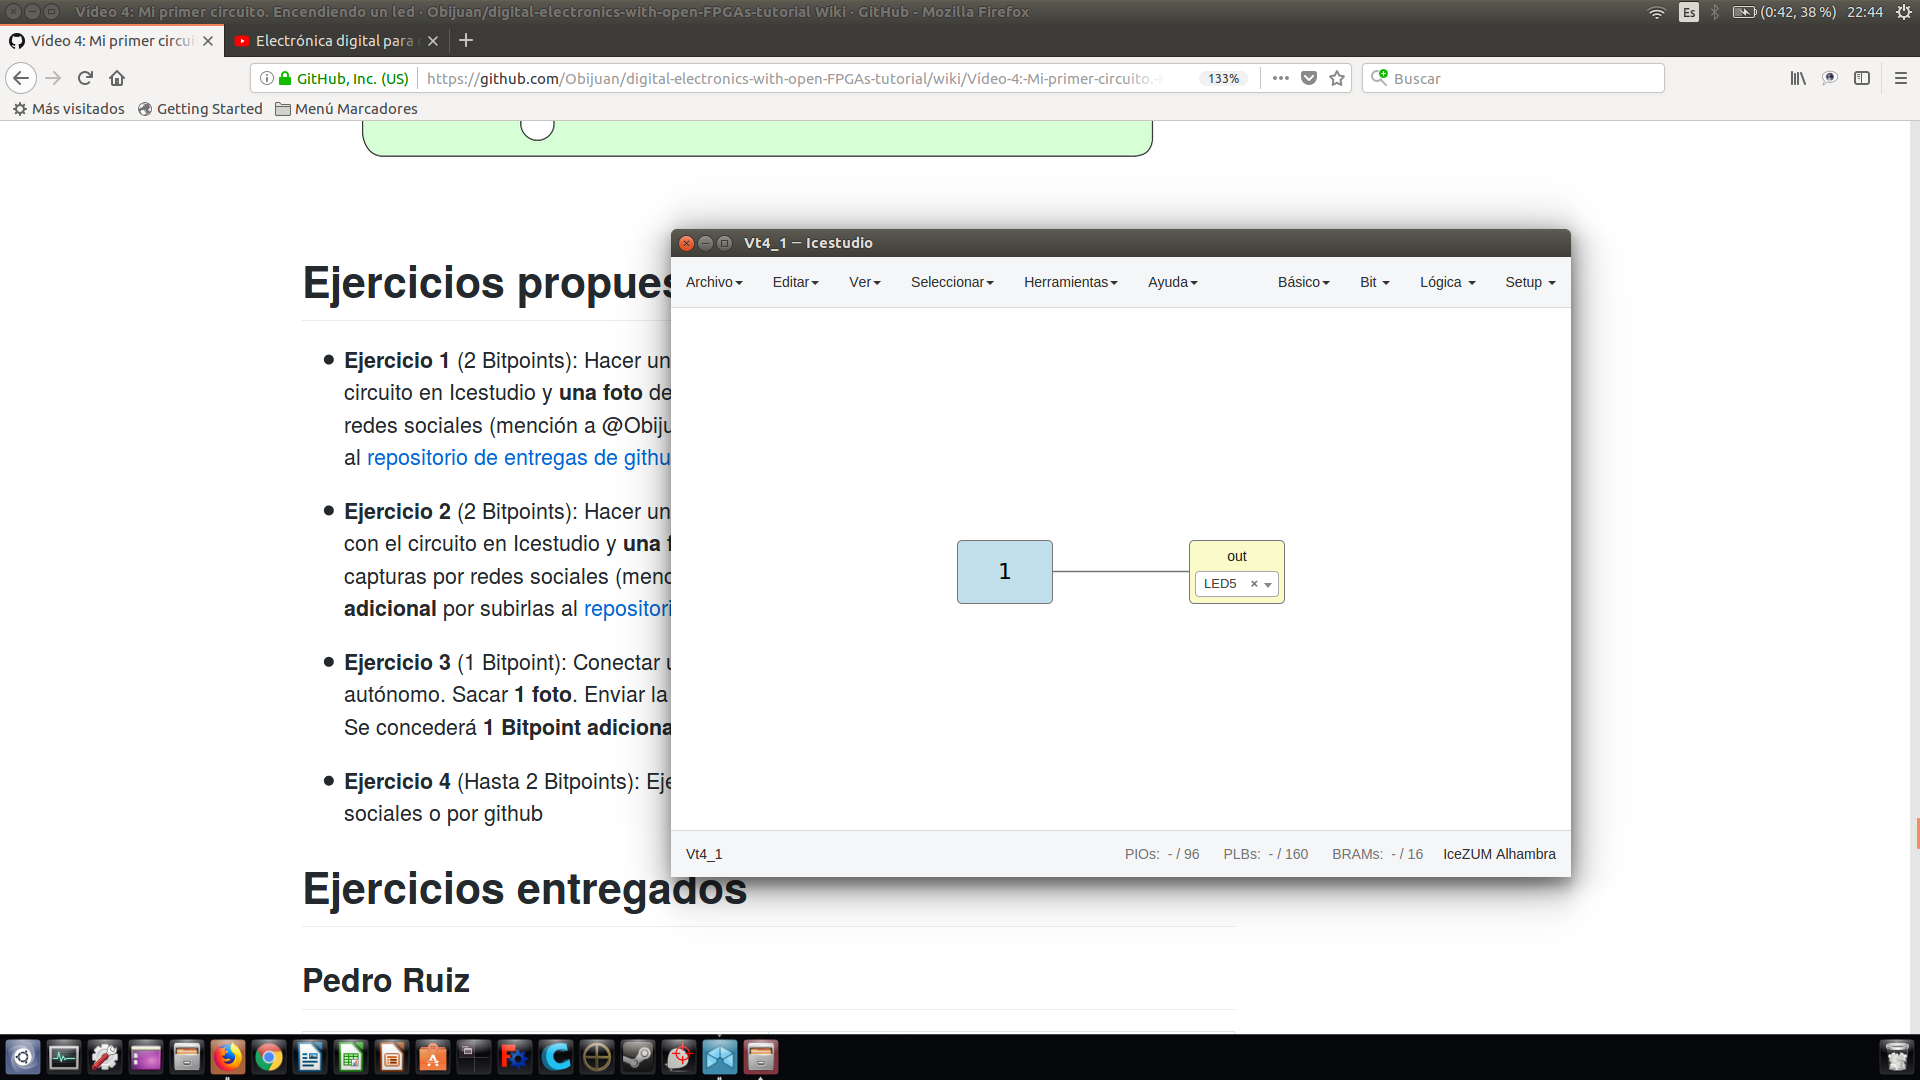 Vídeo 4: Mi primer circuito. Encendiendo un led · Obijuan/digital-electronics-with-open-FPGAs-tutorial Wiki · GitHub - Mozilla Firefox
Es
(0:42, 38 %)
22:44
Vídeo 4: Mi primer circui
Electrónica digital para
GitHub, Inc. (US)
https://github.com/Obijuan/digital-electronics-with-open-FPGAs-tutorial/wiki/Vídeo-4:-Mi-primer-circuito.-
133%
Buscar
Más visitados
Getting Started
Menú Marcadores
Ejercicios propues
Ejercicio 1 (2 Bitpoints): Hacer un
circuito en Icestudio y una foto de
redes sociales (mención a @Obiju
al repositorio de entregas de githu
Ejercicio 2 (2 Bitpoints): Hacer un
con el circuito en Icestudio y una f
capturas por redes sociales (menc
adicional por subirlas al repositori
Ejercicio 3 (1 Bitpoint): Conectar u
autónomo. Sacar 1 foto. Enviar la
Se concederá 1 Bitpoint adiciona
Ejercicio 4 (Hasta 2 Bitpoints): Eje
sociales o por github
Ejercicios entregados
Pedro Ruiz
Vt4_1 – Icestudio
Archivo
Editar
Ver
Seleccionar
Herramientas
Ayuda
Básico
Bit
Lógica
Setup
1
out
LED5
Vt4_1
PIOs: - / 96
PLBs: - / 160
BRAMs: - / 16
IceZUM Alhambra